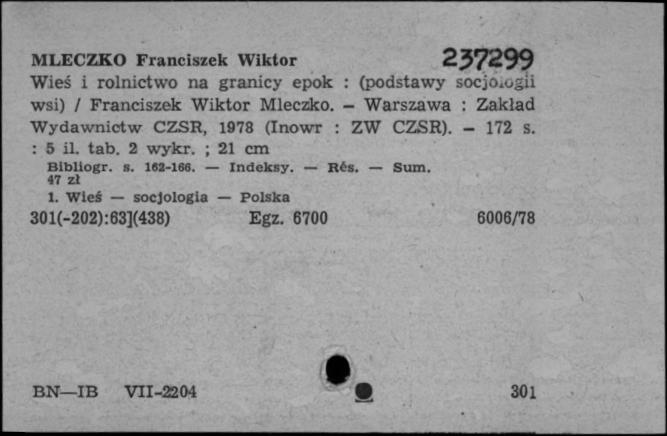 MLECZKO Franciszek Wiktor 237299
Wieś i rolnictwo na granicy epok : (podstawy socjologii
wsi) / Franciszek Wiktor Mleczko. – Warszawa : Zakład
Wydawnictw CZSR, 1978 (Inowr : ZW CZSR). – 172 s.
: 5 il. tab. 2 wykr. ; 21 cm
Bibliogr. s. 162-166. — Indeksy. — Rés. — Sum.
47 zł
1. Wieś — socjologia — Polska
301(-202):63](438) Egz. 6700 6006/78
BN—IB VII-2204 301